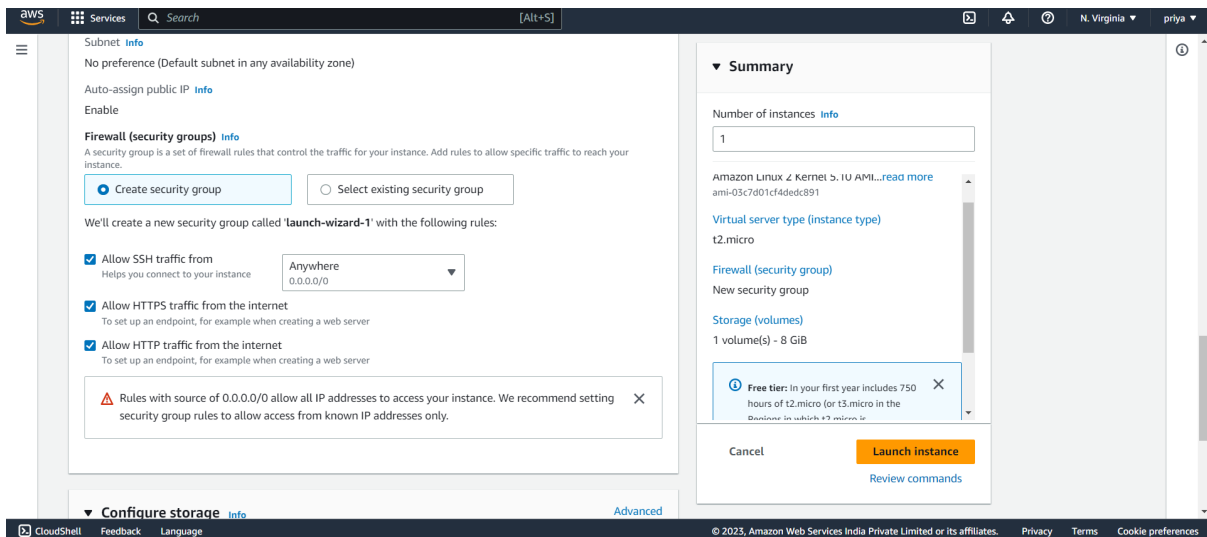 aws
Services
Search
[Alt+S]
N. Virginia
priya
Subnet Info
No preference (Default subnet in any availability zone)
Auto-assign public IP Info
Enable
Firewall (security groups) Info
A security group is a set of firewall rules that control the traffic for your instance. Add rules to allow specific traffic to reach your
instance.
Create security group
Select existing security group
We'll create a new security group called 'launch-wizard-1' with the following rules:
Allow SSH traffic from
Helps you connect to your instance
Anywhere
0.0.0.0/0
Allow HTTPS traffic from the internet
To set up an endpoint, for example when creating a web server
Allow HTTP traffic from the internet
To set up an endpoint, for example when creating a web server
Rules with source of 0.0.0.0/0 allow all IP addresses to access your instance. We recommend setting
security group rules to allow access from known IP addresses only.
Configure storage Info
Advanced
Summary
Number of instances Info
1
Amazon Linux 2 Kernel 5.10 AMI...read more
ami-03c7d01cf4dedc891
Virtual server type (instance type)
t2.micro
Firewall (security group)
New security group
Storage (volumes)
1 volume(s) - 8 GiB
Free tier: In your first year includes 750
hours of t2.micro (or t3.micro in the
Regions in which t2.micro is
Cancel
Launch instance
Review commands
CloudShell
Feedback
Language
© 2023, Amazon Web Services India Private Limited or its affiliates.
Privacy
Terms
Cookie preferences